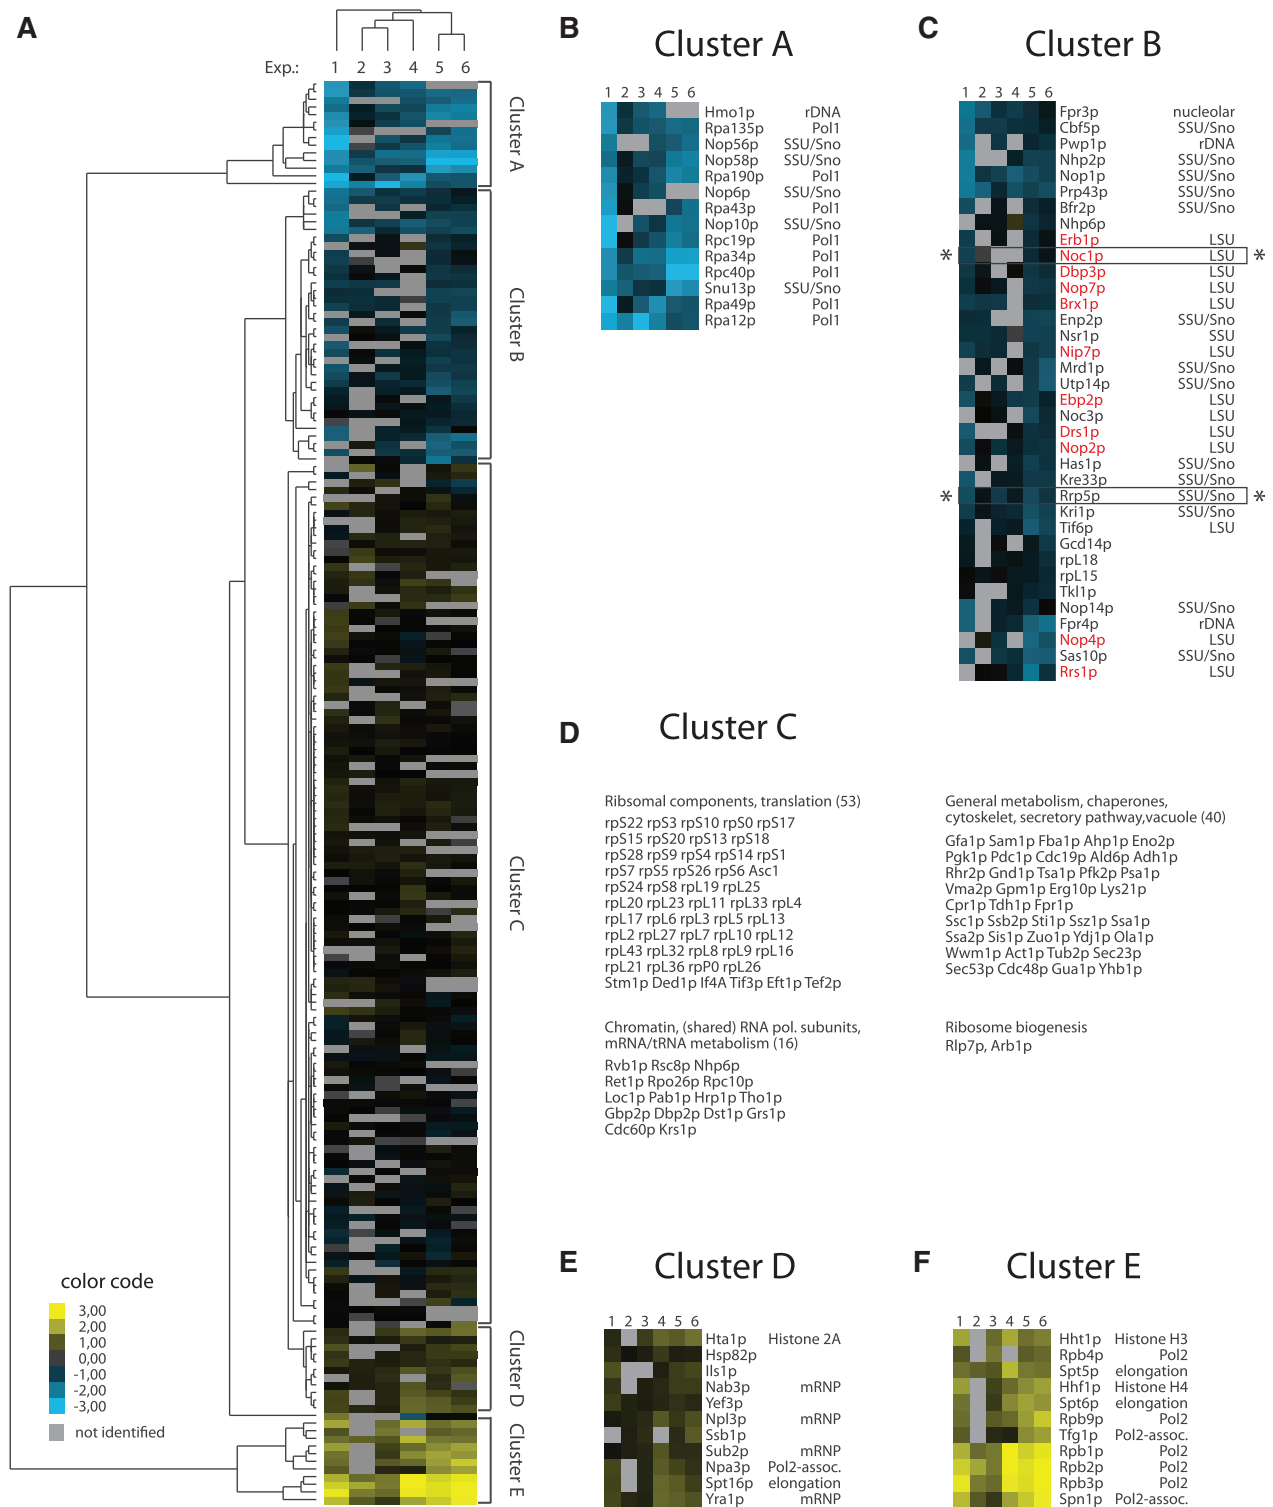 A
Exp.: 1 2 3 4 5 6
Cluster A
Cluster B
Cluster C
Cluster D
Cluster E
color code
3,00
2,00
1,00
0,00
-1,00
-2,00
-3,00
not identified
B
Cluster A
1 2 3 4 5 6
Hmo1p rDNA
Rpa135p Pol1
Nop56p SSU/Sno
Nop58p SSU/Sno
Rpa190p Pol1
Nop6p SSU/Sno
Rpa43p Pol1
Nop10p SSU/Sno
Rpc19p Pol1
Rpa34p Pol1
Rpc40p Pol1
Snu13p SSU/Sno
Rpa49p Pol1
Rpa12p Pol1
C
Cluster B
1 2 3 4 5 6
Fpr3p nucleolar
Cbf5p SSU/Sno
Pwp1p rDNA
Nhp2p SSU/Sno
Nop1p SSU/Sno
Prp43p SSU/Sno
Bfr2p SSU/Sno
Nhp6p
Erb1p LSU
* Noc1p LSU *
Dbp3p LSU
Nop7p LSU
Brx1p LSU
Enp2p SSU/Sno
Nsr1p SSU
Nip7p LSU
Mrd1p SSU/Sno
Utp14p SSU/Sno
Ebp2p LSU
Noc3p LSU
Drs1p LSU
Nop2p LSU
Has1p SSU/Sno
Kre33p SSU/Sno
* Rrp5p SSU/Sno *
Kri1p SSU/Sno
Tif6p LSU
Gcd14p
rpL18
rpL15
Tkl1p
Nop14p SSU/Sno
Fpr4p rDNA
Nop4p LSU
Sas10p SSU/Sno
Rrs1p LSU
D
Cluster C
Ribsomal components, translation (53)
rpS22 rpS3 rpS10 rpS0 rpS17
rpS15 rpS20 rpS13 rpS18
rpS28 rpS9 rpS4 rpS14 rpS1
rpS7 rpS5 rpS26 rpS6 Asc1
rpS24 rpS8 rpL19 rpL25
rpL20 rpL23 rpL11 rpL33 rpL4
rpL17 rpL6 rpL3 rpL5 rpL13
rpL2 rpL27 rpL7 rpL10 rpL12
rpL43 rpL32 rpL8 rpL9 rpL16
rpL21 rpL36 rpP0 rpL26
Stm1p Ded1p If4A Tif3p Eft1p Tef2p
General metabolism, chaperones,
cytoskelet, secretory pathway,vacuole (40)
Gfa1p Sam1p Fba1p Ahp1p Eno2p
Pgk1p Pdc1p Cdc19p Ald6p Adh1p
Rhr2p Gnd1p Tsa1p Pfk2p Psa1p
Vma2p Gpm1p Erg10p Lys21p
Cpr1p Tdh1p Fpr1p
Ssc1p Ssb2p Sti1p Ssz1p Ssa1p
Ssa2p Sis1p Zuo1p Ydj1p Ola1p
Wwm1p Act1p Tub2p Sec23p
Sec53p Cdc48p Gua1p Yhb1p
Chromatin, (shared) RNA pol. subunits,
mRNA/tRNA metabolism (16)
Rvb1p Rsc8p Nhp6p
Ret1p Rpo26p Rpc10p
Loc1p Pab1p Hrp1p Tho1p
Gbp2p Dbp2p Dst1p Grs1p
Cdc60p Krs1p
Ribosome biogenesis
Rlp7p, Arb1p
E
Cluster D
1 2 3 4 5 6
Hta1p Histone 2A
Hsp82p
Ils1p
Nab3p mRNP
Yef3p
Npl3p mRNP
Ssb1p
Sub2p mRNP
Npa3p Pol2-assoc.
Spt16p elongation
Yra1p mRNP
F
Cluster E
1 2 3 4 5 6
Hht1p Histone H3
Rpb4p Pol2
Spt5p elongation
Hhf1p Histone H4
Spt6p elongation
Rpb9p Pol2
Tfg1p Pol2-assoc.
Rpb1p Pol2
Rpb2p Pol2
Rpb3p Pol2
Spn1p Pol2-assoc.